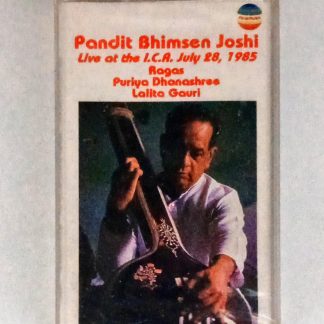 Pandit Bhimsen Joshi
Live at the I.C.A. July 28, 1985
Ragas
Puriya Dhanashree
Lalita Gauri